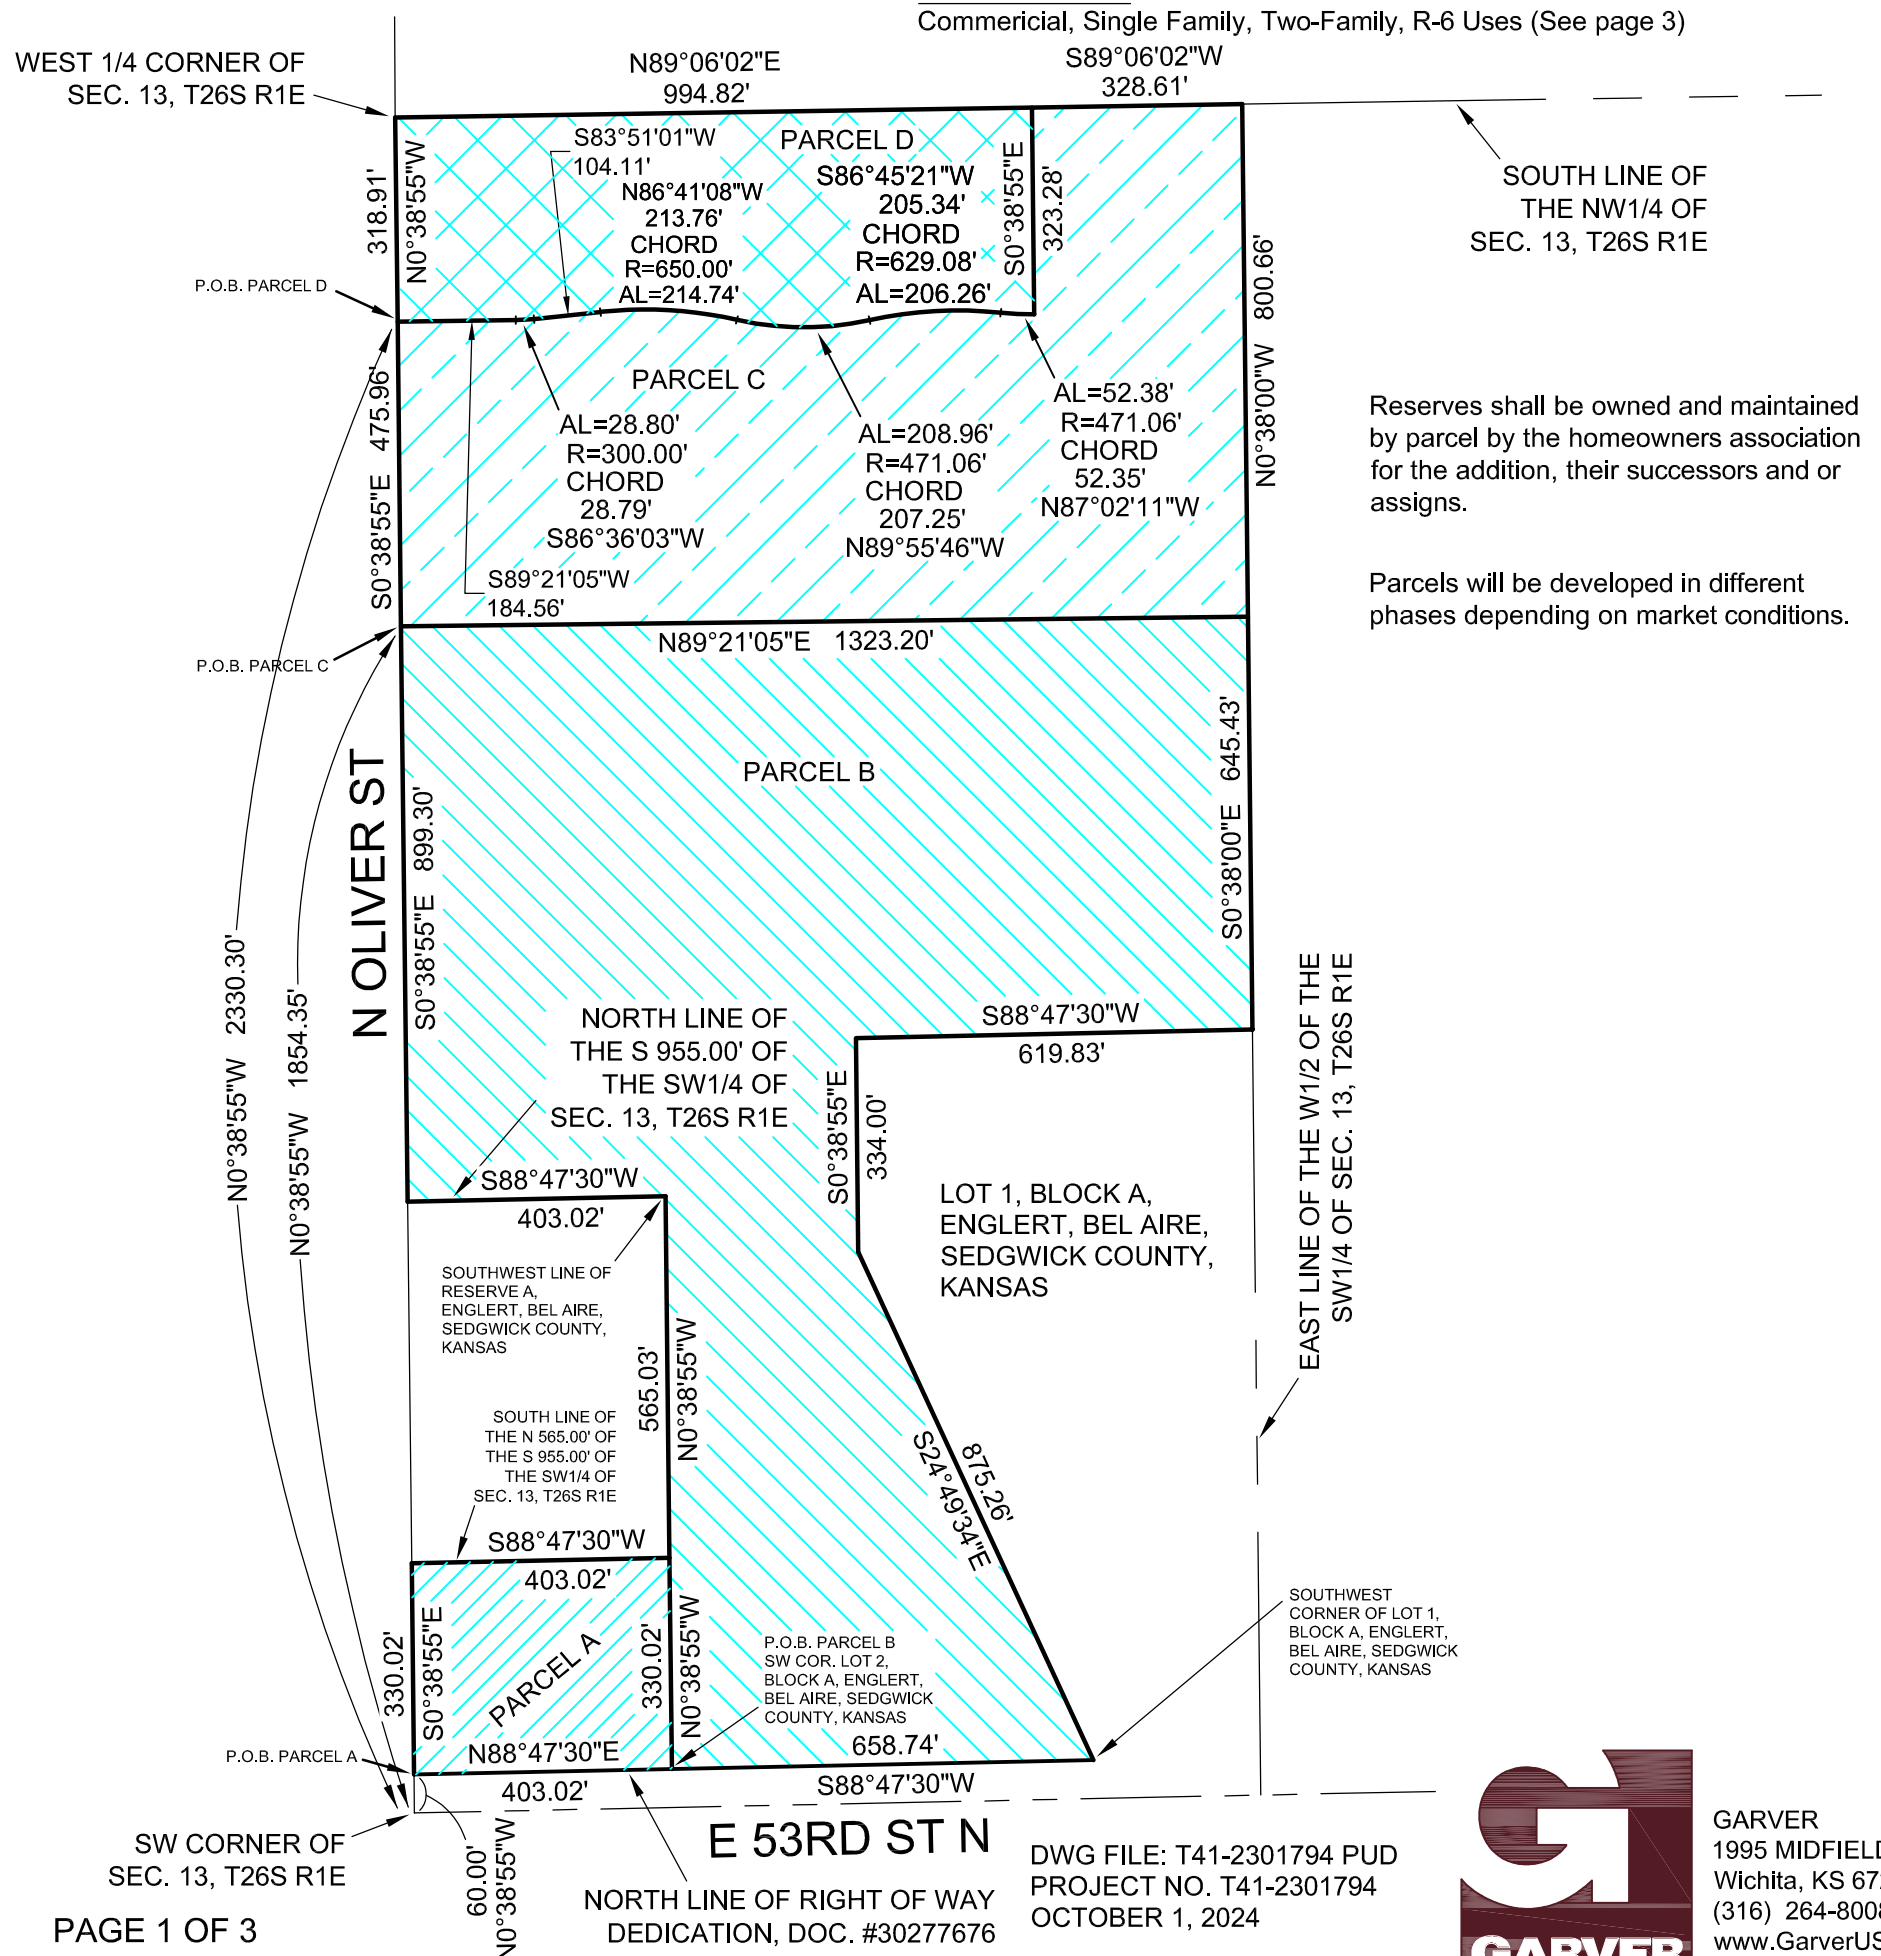 Commericial, Single Family, Two-Family, R-6 Uses (See page 3)
WEST 1/4 CORNER OF
SEC. 13, T26S R1E
N89°06'02"E
994.82'
S89°06'02"W
328.61'
SOUTH LINE OF
THE NW1/4 OF
SEC. 13, T26S R1E
318.91'
N0°38'55"W
S83°51'01"W
104.11'
PARCEL D
N86°41'08"W
213.76'
CHORD
R=650.00'
AL=214.74'
S86°45'21"W
205.34'
CHORD
R=629.08'
AL=206.26'
S0°38'55"E
323.28'
N0°38'00"W 800.66'
P.O.B. PARCEL D
S0°38'55"E 475.96'
PARCEL C
AL=28.80'
R=300.00'
CHORD
28.79'
S86°36'03"W
AL=208.96'
R=471.06'
CHORD
207.25'
N89°55'46"W
AL=52.38'
R=471.06'
CHORD
52.35'
N87°02'11"W
S89°21'05"W
184.56'
Reserves shall be owned and maintained
by parcel by the homeowners association
for the addition, their successors and or
assigns.
Parcels will be developed in different
phases depending on market conditions.
P.O.B. PARCEL C
N89°21'05"E 1323.20'
PARCEL B
N OLIVER ST
S0°38'55"E 899.30'
S0°38'00"E 645.43'
N0°38'55"W 2330.30'
N0°38'55"W 1854.35'
NORTH LINE OF
THE S 955.00' OF
THE SW1/4 OF
SEC. 13, T26S R1E
S88°47'30"W
619.83'
S0°38'55"E
334.00'
EAST LINE OF THE W1/2 OF THE
SW1/4 OF SEC. 13, T26S R1E
S88°47'30"W
403.02'
LOT 1, BLOCK A,
ENGLERT, BEL AIRE,
SEDGWICK COUNTY,
KANSAS
SOUTHWEST LINE OF
RESERVE A,
ENGLERT, BEL AIRE,
SEDGWICK COUNTY,
KANSAS
565.03'
N0°38'55"W
SOUTH LINE OF
THE N 565.00' OF
THE S 955.00' OF
THE SW1/4 OF
SEC. 13, T26S R1E
875.26'
S24°49'34"E
S88°47'30"W
403.02'
330.02'
S0°38'55"E
PARCEL A
330.02'
N0°38'55"W
P.O.B. PARCEL B
SW COR. LOT 2,
BLOCK A, ENGLERT,
BEL AIRE, SEDGWICK
COUNTY, KANSAS
SOUTHWEST
CORNER OF LOT 1,
BLOCK A, ENGLERT,
BEL AIRE, SEDGWICK
COUNTY, KANSAS
P.O.B. PARCEL A
N88°47'30"E
403.02'
658.74'
S88°47'30"W
E 53RD ST N
SW CORNER OF
SEC. 13, T26S R1E
60.00'
N0°38'55"W
NORTH LINE OF RIGHT OF WAY
DEDICATION, DOC. #30277676
DWG FILE: T41-2301794 PUD
PROJECT NO. T41-2301794
OCTOBER 1, 2024
PAGE 1 OF 3
GARVER
GARVER
1995 MIDFIELD
Wichita, KS 67
(316) 264-8008
www.GarverUS